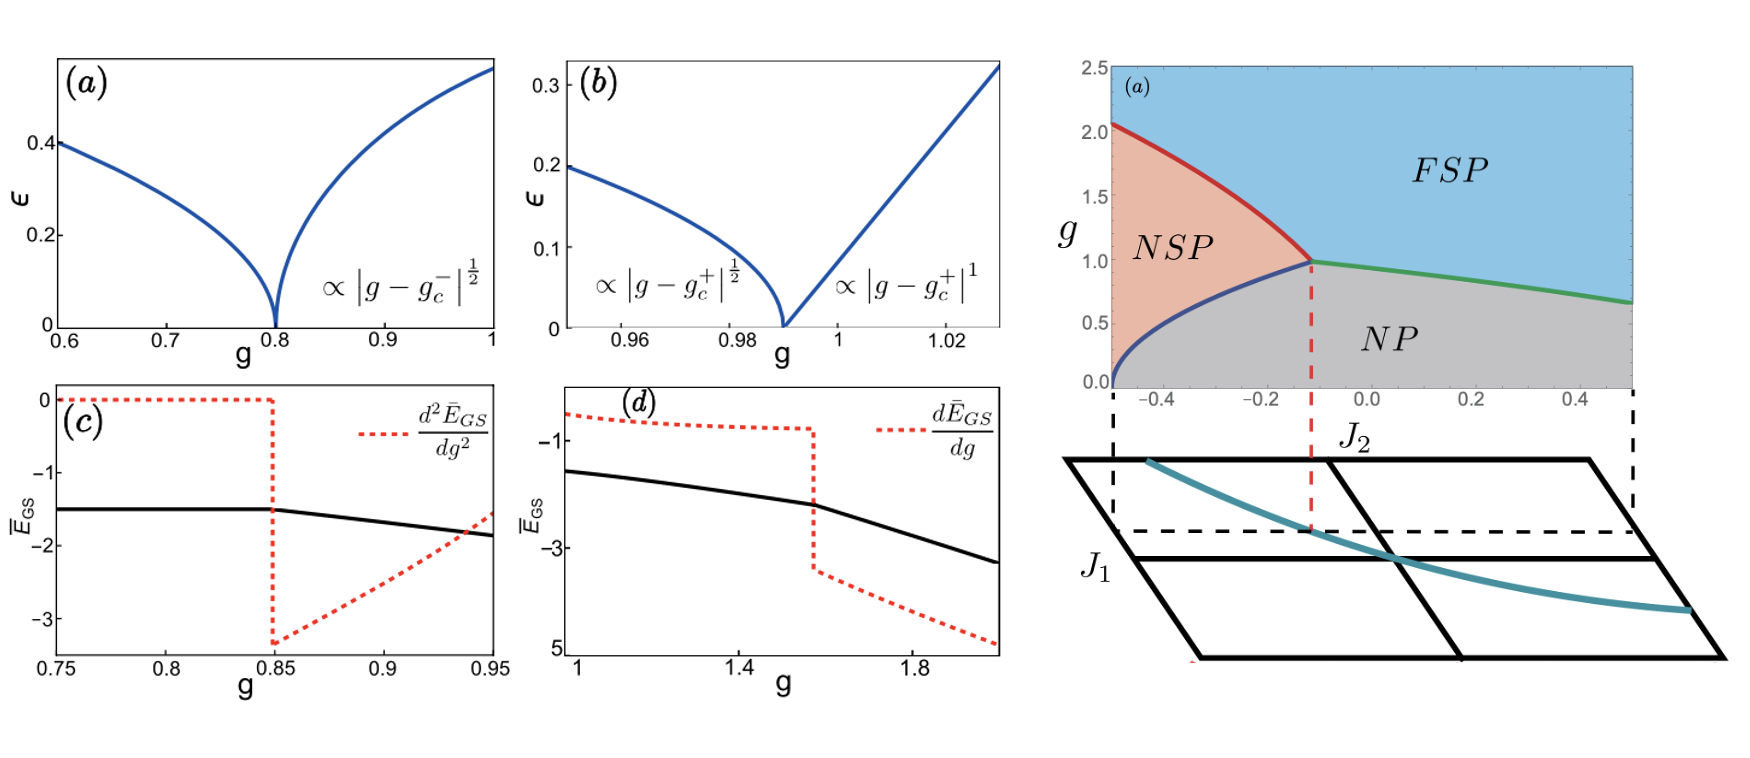 (a)
0.4
0.2
0
ϵ
0.6
0.7
0.8
0.9
1
g
∝ |g − g_c^-|^{1/2}
(b)
0.3
0.2
0.1
0
ϵ
0.96
0.98
1
1.02
g
∝ |g − g_c^+|^{1/2}
∝ |g − g_c^+|^1
(a)
2.5
2.0
1.5
1.0
0.5
0.0
g
FSP
NSP
NP
−0.4
−0.2
0.0
0.2
0.4
J_2
J_1
(c)
0
−1
−2
−3
E̅_GS
d²Ē_GS
dg²
0.75
0.8
0.85
0.9
0.95
g
(d)
−1
−3
5
E̅_GS
dĒ_GS
dg
1
1.4
1.8
g